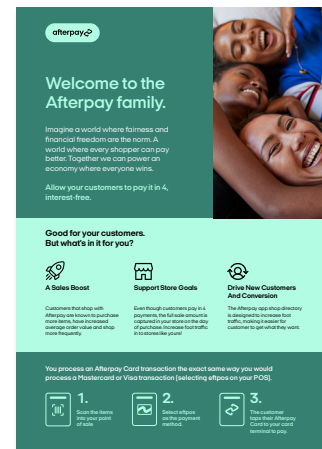 afterpay
Welcome to the
Afterpay family.
Imagine a world where fairness and
financial freedom are the norm. A
world where every shopper can pay
better. Together we can power an
economy where everyone wins.
Allow your customers to pay it in 4,
interest-free.
Good for your customers.
But what's in it for you?
A Sales Boost
Customers that shop with
Afterpay are known to purchase
more items, have increased
average order value and shop
more frequently.
Support Store Goals
Even though customers pay in 4
payments, the full sale amount is
captured in your store on the day
of purchase. Increase foot traffic
in to stores like yours!
Drive New Customers
And Conversion
The Afterpay app shop directory
is designed to increase foot
traffic, making it easier for
customer to get what they want.
You process an Afterpay Card transaction the exact same way you would
process a Mastercard or Visa transaction (selecting eftpos on your POS).
1.
Scan the items
into your point
of sale
2.
Select eftpos
as the payment
method.
3.
The customer
taps their Afterpay
Card to your card
terminal to pay.